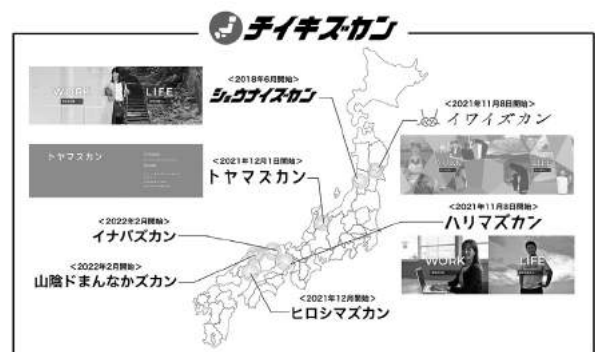 チイキズカン
<2018年6月開始>
ショウナイズカン
<2021年11月8日開始>
イワイズカン
WORK
LIFE
トヤマズカン
<2021年12月1日開始>
トヤマズカン
<2021年11月8日開始>
ハリマズカン
<2022年2月開始>
イナバズカン
<2022年2月開始>
山陰ドまんなかズカン
<2021年12月開始>
ヒロシマズカン
WORK
LIFE
WORK
LIFE